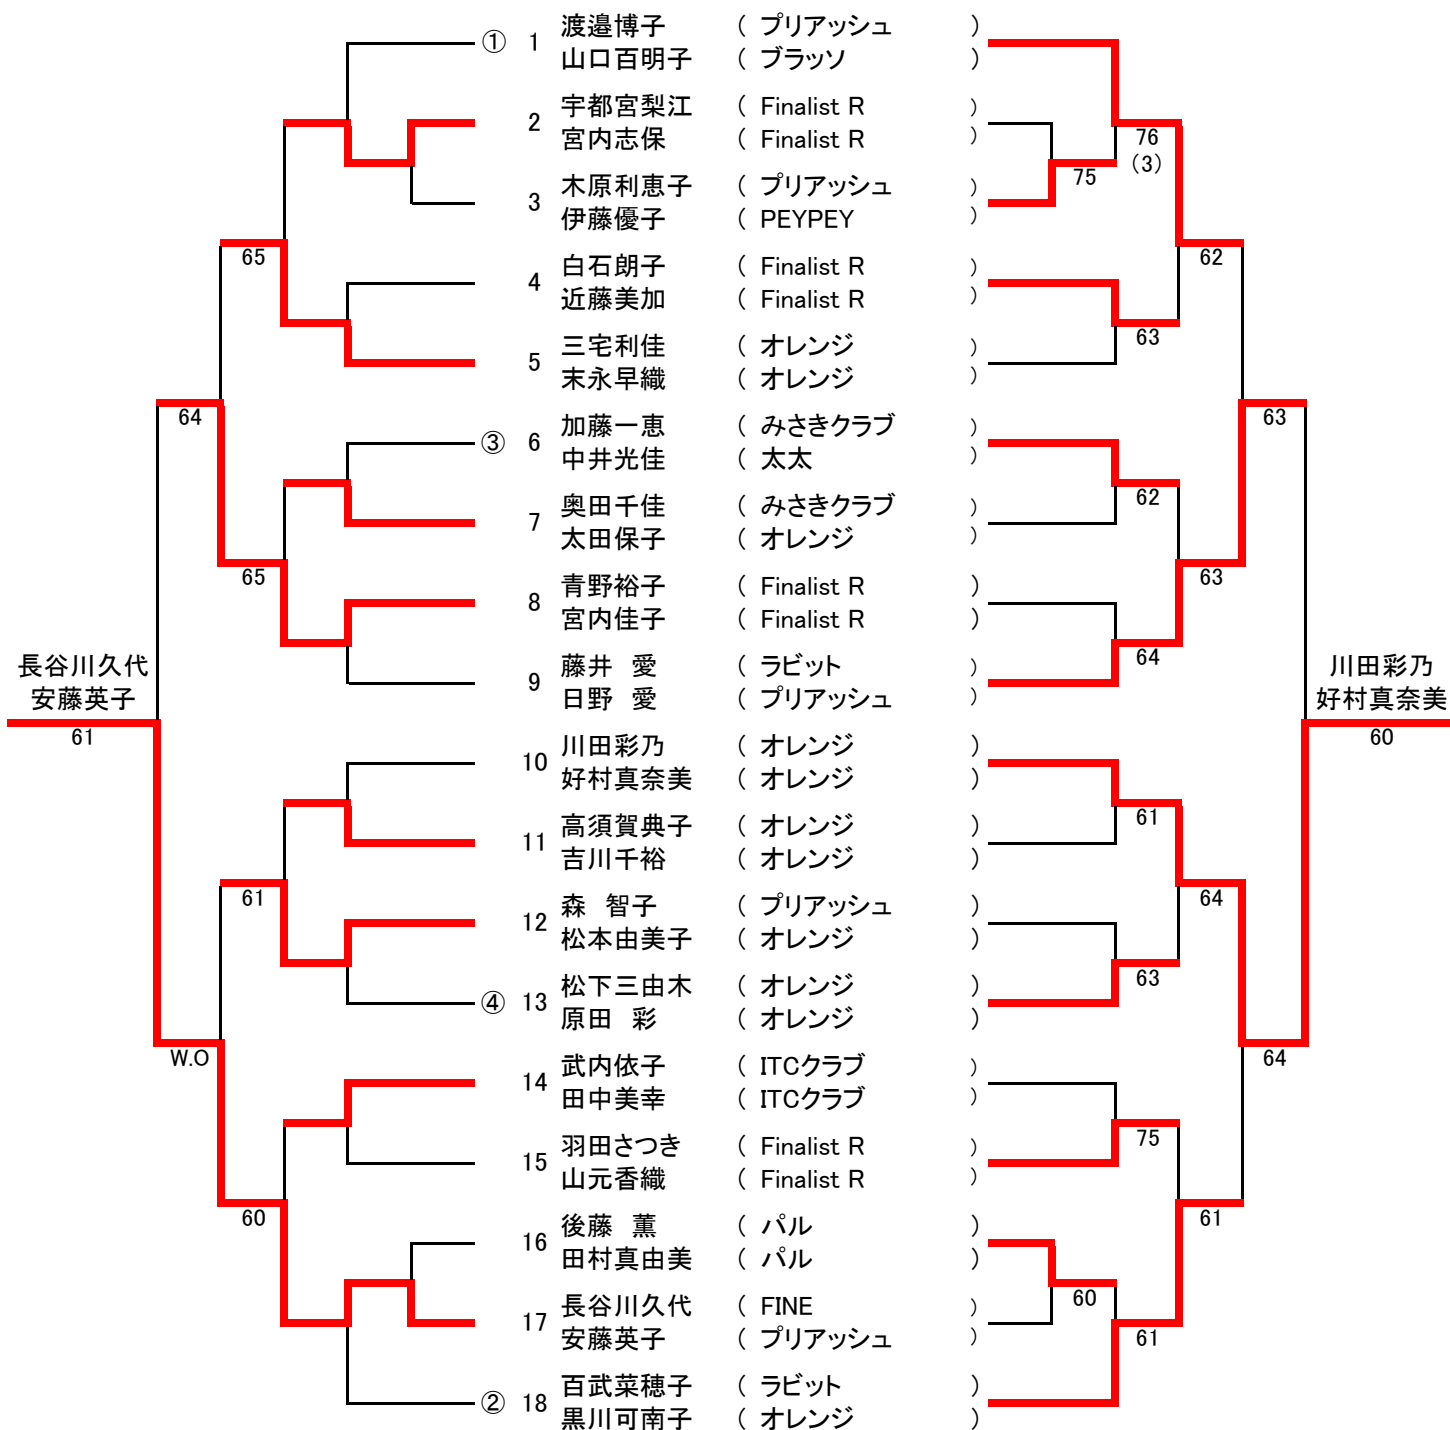 ① 1 渡邉博子 ( プリアッシュ )
山口百明子 ( ブラッソ )
2 宇都宮梨江 ( Finalist R )
宮内志保 ( Finalist R )
76
(3)
75
3 木原利恵子 ( プリアッシュ )
伊藤優子 ( PEYPEY )
65
62
4 白石朗子 ( Finalist R )
近藤美加 ( Finalist R )
63
5 三宅利佳 ( オレンジ )
末永早織 ( オレンジ )
64
63
③ 6 加藤一恵 ( みさきクラブ )
中井光佳 ( 太太 )
62
7 奥田千佳 ( みさきクラブ )
太田保子 ( オレンジ )
65
63
8 青野裕子 ( Finalist R )
宮内佳子 ( Finalist R )
64
9 藤井 愛 ( ラビット )
日野 愛 ( プリアッシュ )
長谷川久代
安藤英子
61
川田彩乃
好村真奈美
60
10 川田彩乃 ( オレンジ )
好村真奈美 ( オレンジ )
61
11 高須賀典子 ( オレンジ )
吉川千裕 ( オレンジ )
61
64
12 森 智子 ( プリアッシュ )
松本由美子 ( オレンジ )
63
④ 13 松下三由木 ( オレンジ )
原田 彩 ( オレンジ )
W.O
64
14 武内依子 ( ITCクラブ )
田中美幸 ( ITCクラブ )
75
15 羽田さつき ( Finalist R )
山元香織 ( Finalist R )
60
61
16 後藤 薫 ( パル )
田村真由美 ( パル )
60
17 長谷川久代 ( FINE )
安藤英子 ( プリアッシュ )
61
② 18 百武菜穂子 ( ラビット )
黒川可南子 ( オレンジ )